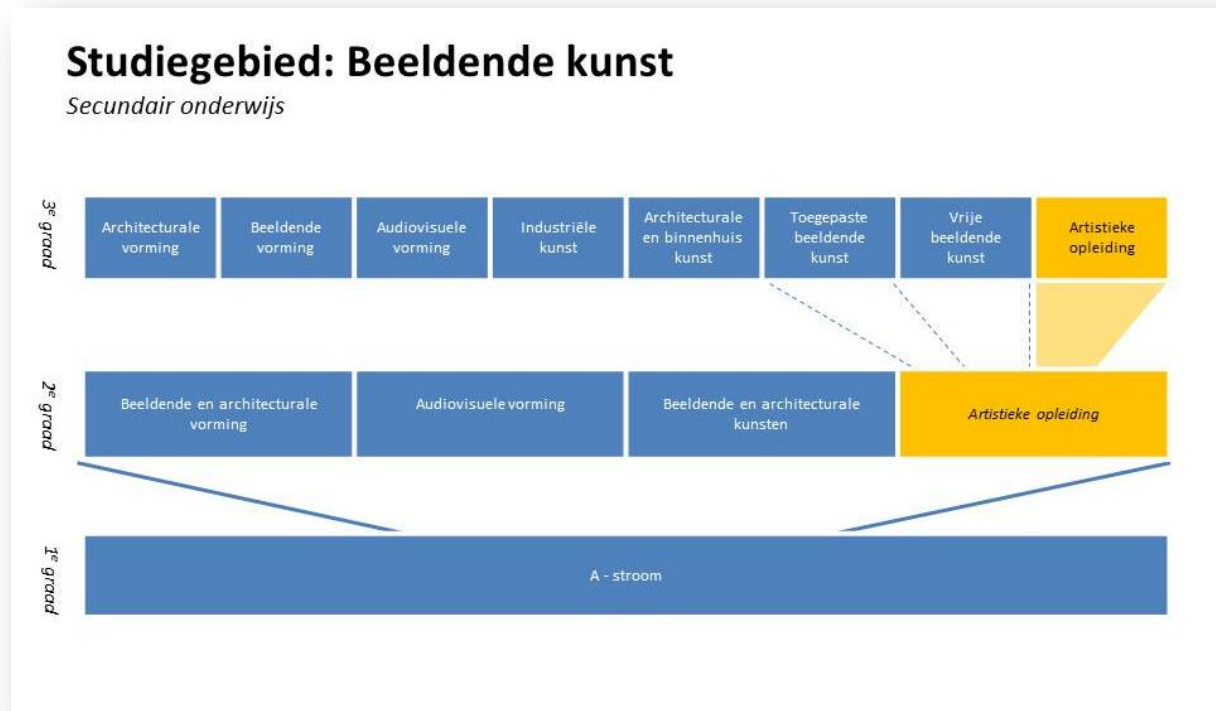 Studiegebied: Beeldende kunst
Secundair onderwijs
3e graad
Architecturale
vorming
Beeldende
vorming
Audiovisuele
vorming
Industriële
kunst
Architecturale
en binnenhuis
kunst
Toegepaste
beeldende
kunst
Vrije
beeldende
kunst
Artistieke
opleiding
2e graad
Beeldende en architecturale
vorming
Audiovisuele vorming
Beeldende en architecturale
kunsten
Artistieke opleiding
1e graad
A - stroom